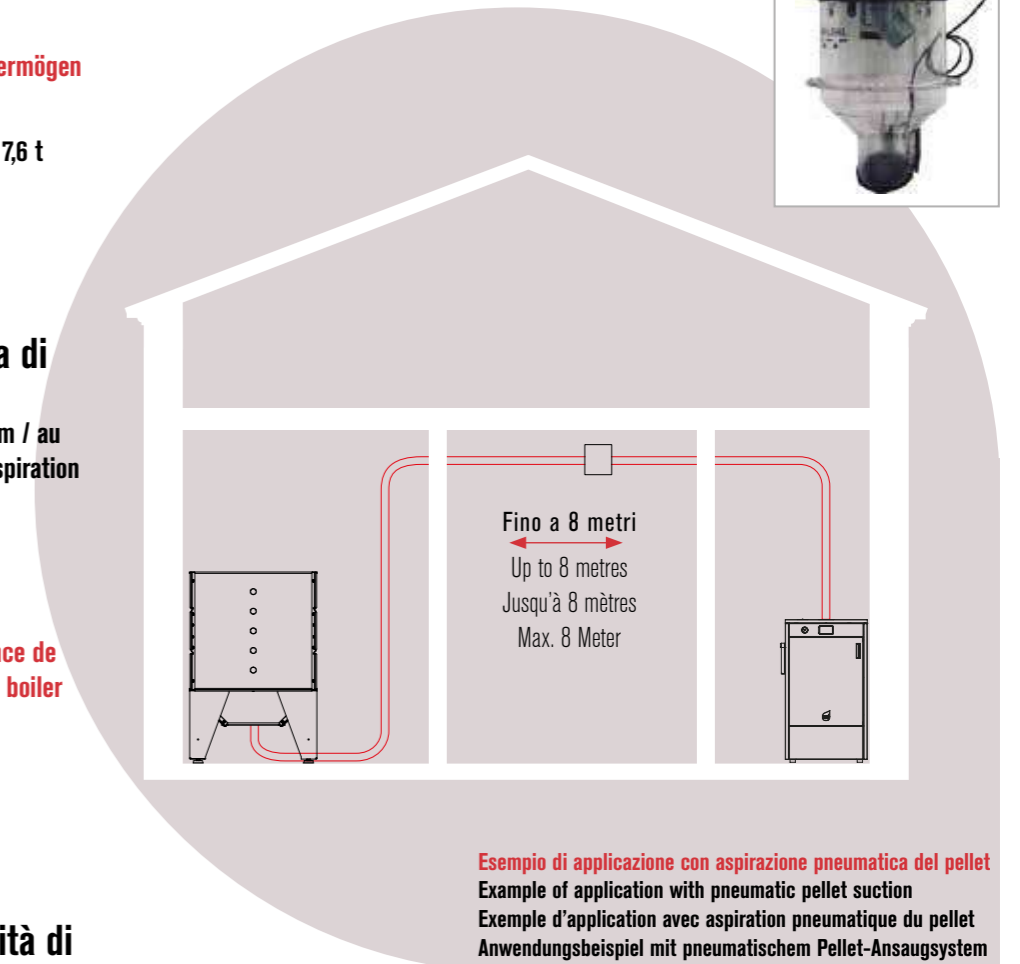 ermögen
7,6 t
a di
m / au
spiration
nce de
boiler
ità di
Fino a 8 metri
Up to 8 metres
Jusqu'à 8 mètres
Max. 8 Meter
Esempio di applicazione con aspirazione pneumatica del pellet
Example of application with pneumatic pellet suction
Exemple d'application avec aspiration pneumatique du pellet
Anwendungsbeispiel mit pneumatischem Pellet-Ansaugsystem